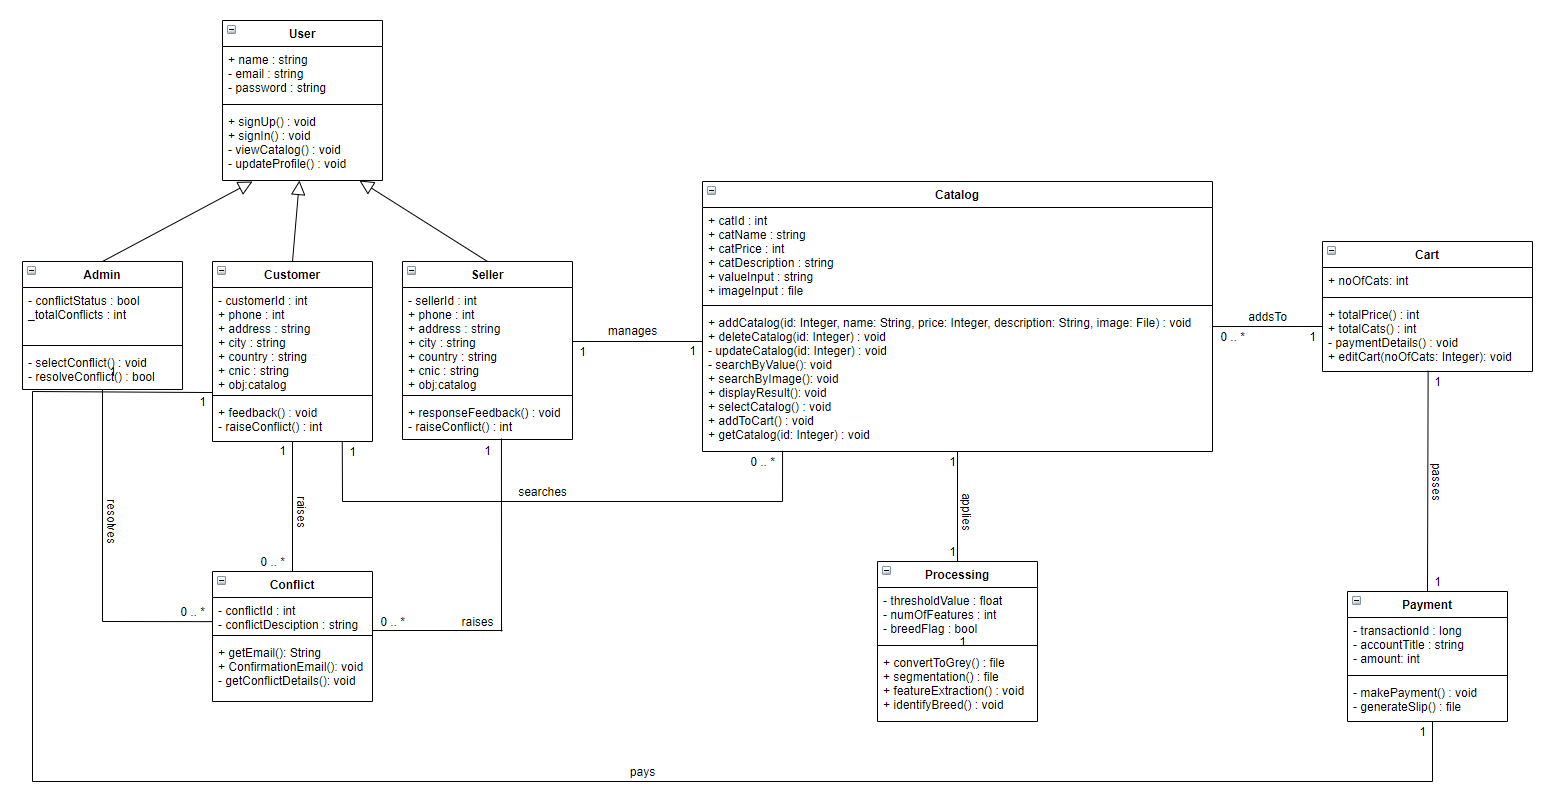 User
+ name : string
- email : string
- password : string
+ signUp() : void
+ signIn() : void
- viewCatalog() : void
- updateProfile() : void
Admin
- conflictStatus : bool
_totalConflicts : int
- selectConflict() : void
- resolveConflict() : bool
Customer
- customerId : int
+ phone : int
+ address : string
+ city : string
+ country : string
+ cnic : string
+ obj:catalog
+ feedback() : void
- raiseConflict() : int
Seller
- sellerId : int
+ phone : int
+ address : string
+ city : string
+ country : string
+ cnic : string
+ obj:catalog
+ responseFeedback() : void
- raiseConflict() : int
manages
1
1
Catalog
+ catId : int
+ catName : string
+ catPrice : int
+ catDescription : string
+ valueInput : string
+ imageInput : file
+ addCatalog(id: Integer, name: String, price: Integer, description: String, image: File) : void
+ deleteCatalog(id: Integer) : void
- updateCatalog(id: Integer) : void
- searchByValue(): void
+ searchByImage(): void
+ displayResult(): void
+ selectCatalog() : void
+ addToCart() : void
+ getCatalog(id: Integer) : void
addsTo
0 .. *
1
Cart
+ noOfCats: int
+ totalPrice() : int
+ totalCats() : int
- paymentDetails() : void
+ editCart(noOfCats: Integer): void
1
1
1
1
1
0 .. *
1
searches
resolves
raises
applies
passes
0 .. *
1
1
0 .. *
0 .. *
raises
Conflict
- conflictId : int
- conflictDesciption : string
+ getEmail(): String
+ ConfirmationEmail(): void
- getConflictDetails(): void
Processing
- thresholdValue : float
- numOfFeatures : int
- breedFlag : bool
1
+ convertToGrey() : file
+ segmentation() : file
+ featureExtraction() : void
+ identifyBreed() : void
Payment
- transactionId : long
- accountTitle : string
- amount: int
- makePayment() : void
- generateSlip() : file
1
pays